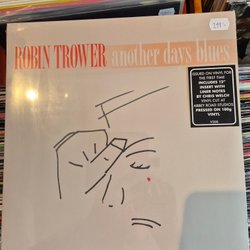 ROBIN TROWER another days blues
ISSUED ON VINYL FOR
THE FIRST TIME
INCLUDES 12"
INSERT WITH
LINER NOTES
BY CHRIS WELCH
VINYL CUT AT
ABBEY ROAD STUDIOS
PRESSED ON 180g
VINYL